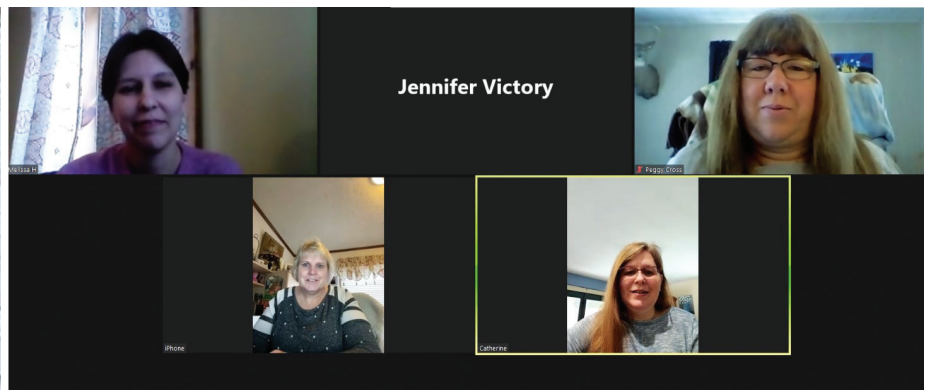 Jennifer Victory
Melissa H
Peggy Cross
iPhone
Catherine